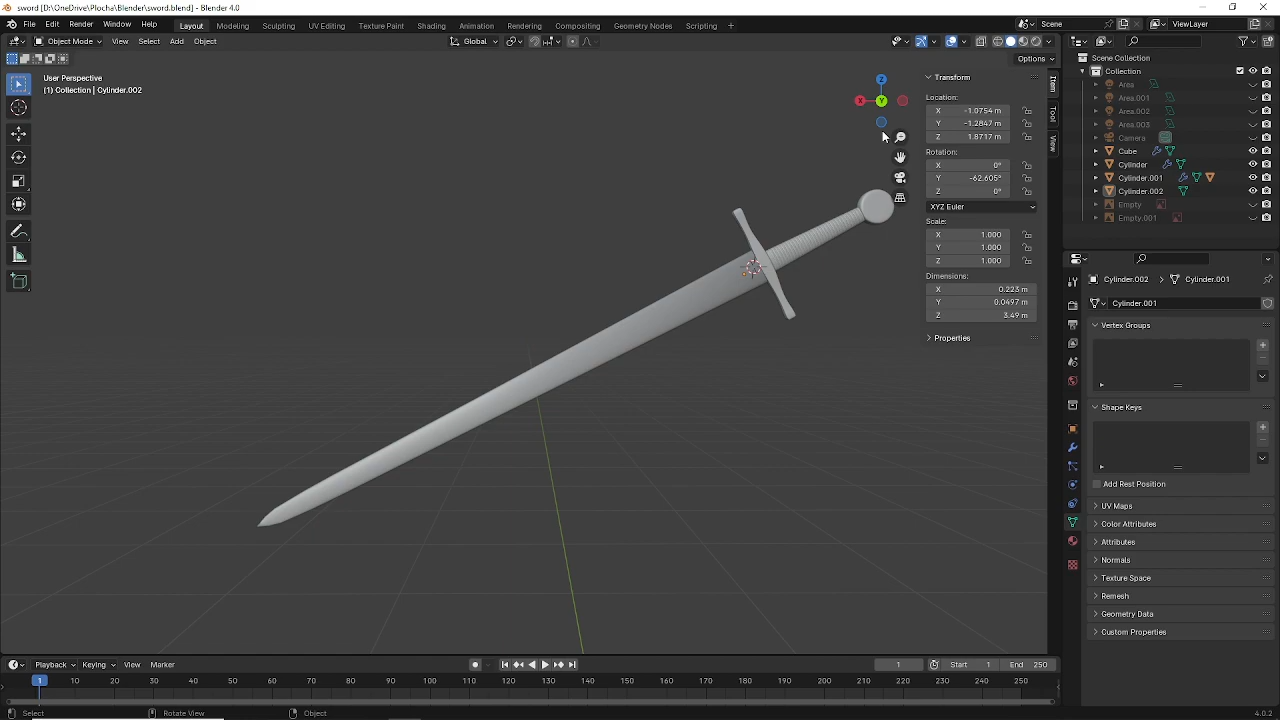 sword [D:\OneDrive\Plocha\Blender\sword.blend] - Blender 4.0
File Edit Render Window Help Layout Modeling Sculpting UV Editing Texture Paint Shading Animation Rendering Compositing Geometry Nodes Scripting + Scene ViewLayer
Object Mode View Select Add Object Global
Options
User Perspective
(1) Collection | Cylinder.002
Z
X
Y
Transform
Location:
X -1.0754 m
Y -1.2847 m
Z 1.8717 m
Rotation:
X 0°
Y -62.605°
Z 0°
XYZ Euler
Scale:
X 1.000
Y 1.000
Z 1.000
Dimensions:
X 0.223 m
Y 0.0497 m
Z 3.49 m
Properties
Item
Tool
View
Scene Collection
Collection
Area
Area.001
Area.002
Area.003
Camera
Cube
Cylinder
Cylinder.001
Cylinder.002
Empty
Empty.001
Cylinder.002 > Cylinder.001
Cylinder.001
Vertex Groups
Shape Keys
Add Rest Position
UV Maps
Color Attributes
Attributes
Normals
Texture Space
Remesh
Geometry Data
Custom Properties
Playback Keying View Marker 1 Start 1 End 250
1 10 20 30 40 50 60 70 80 90 100 110 120 130 140 150 160 170 180 190 200 210 220 230 240 250
Select Rotate View Object 4.0.2